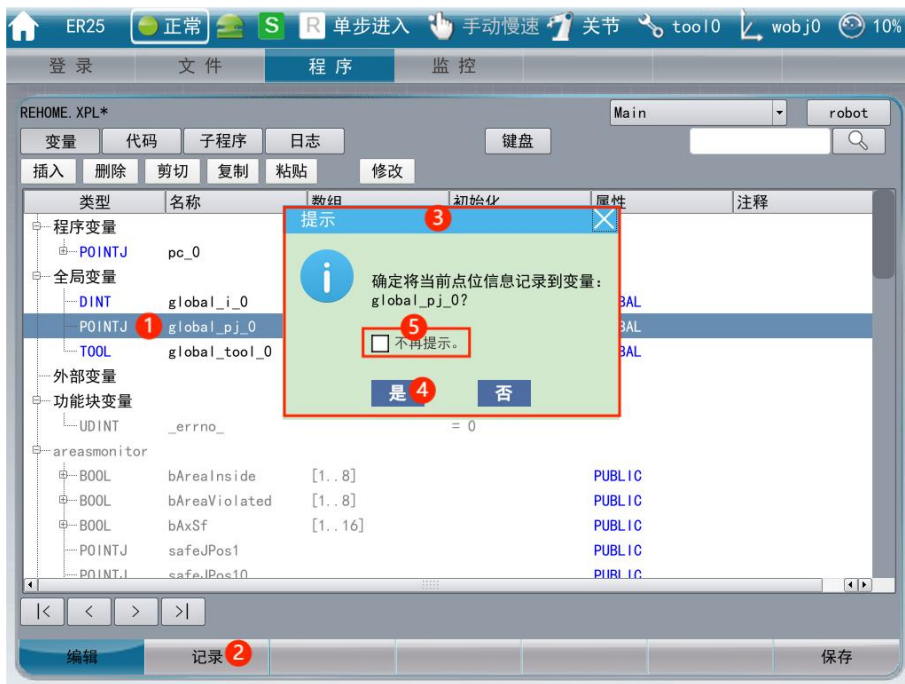 ER25 正常 S R 单步进入 手动慢速 关节 tool0 wobj0 10%
登录 文件 程序 监控
REHOME.XPL* Main robot
变量 代码 子程序 日志 键盘
插入 删除 剪切 复制 粘贴 修改
类型 名称 数组 初始化 属性 注释
提示 3
程序变量
POINTJ pc_0
确定将当前点位信息记录到变量:
global_pj_0?
全局变量
DINT global_i_0 BAL
POINTJ 1 global_pj_0 BAL
5
不再提示。
TOOL global_tool_0 BAL
外部变量
是 4 否
功能块变量
UDINT _errno_ = 0
areasmonitor
BOOL bAreaInside [1..8] PUBLIC
BOOL bAreaViolated [1..8] PUBLIC
BOOL bAxSf [1..16] PUBLIC
POINTJ safeJPos1 PUBLIC
POINTJ safeJPos10 PUBLIC
|< < > >|
编辑 记录 2 保存